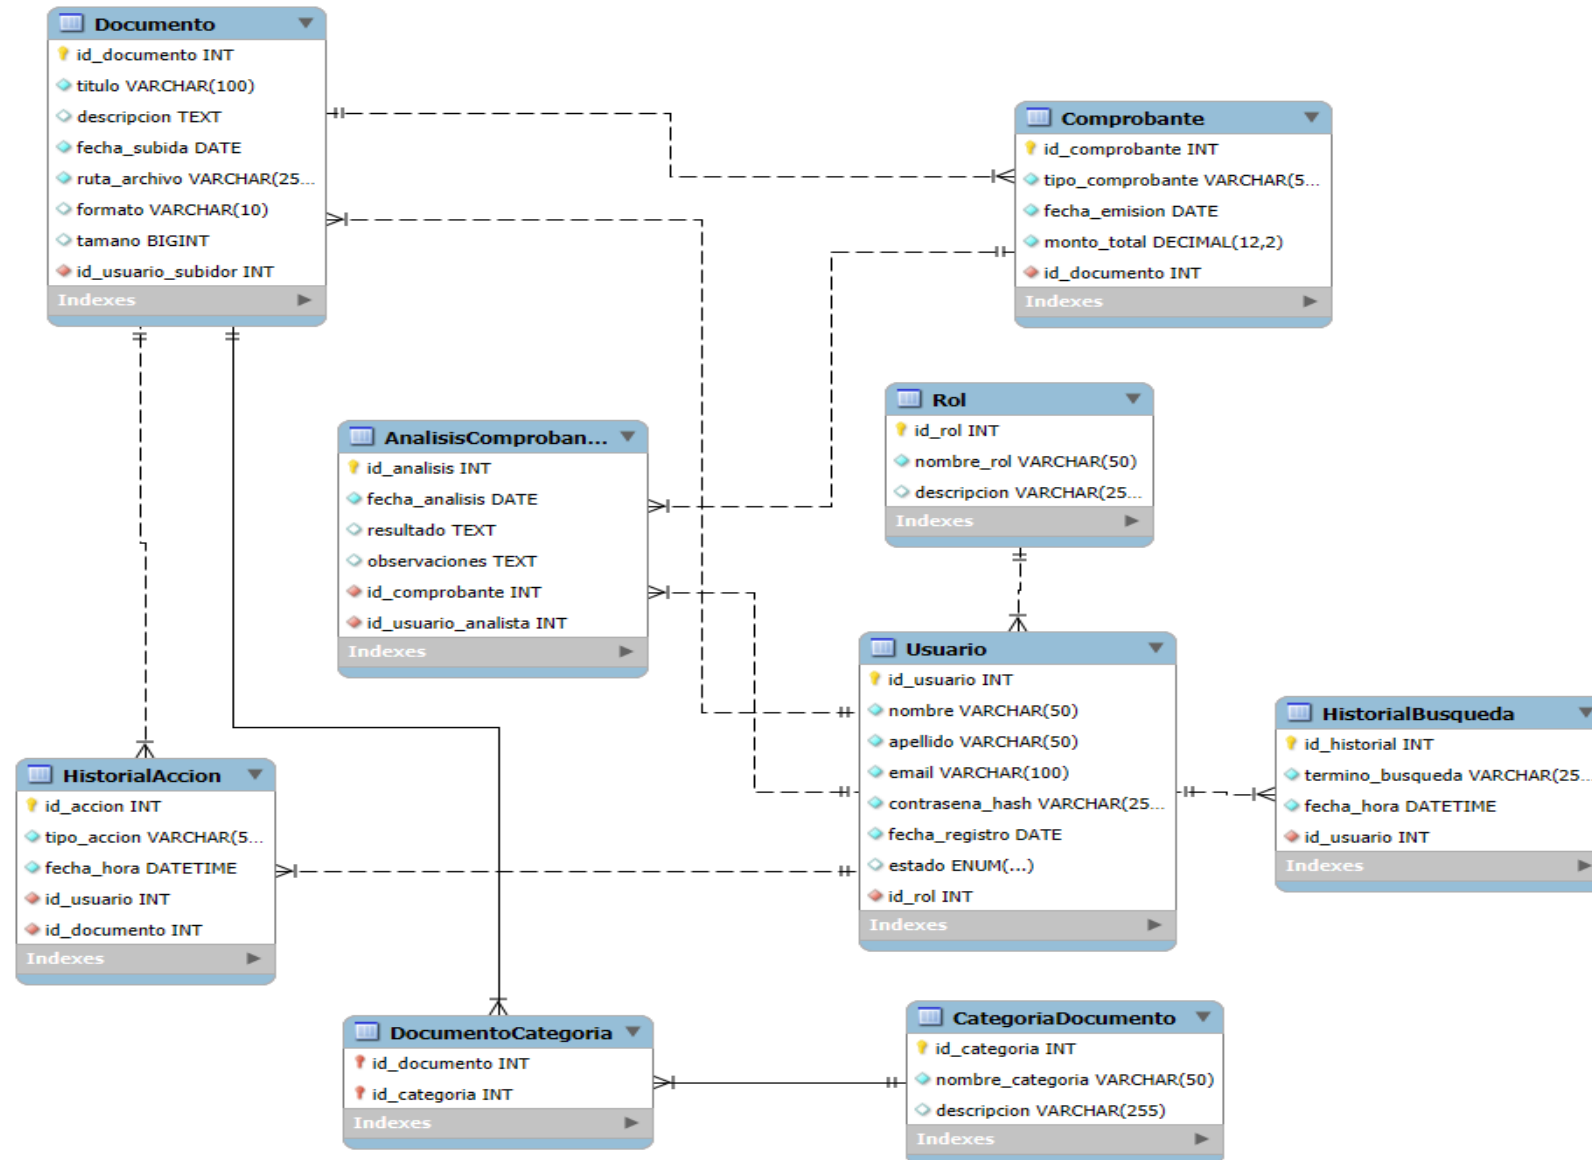 Documento
id_documento INT
titulo VARCHAR(100)
descripcion TEXT
fecha_subida DATE
ruta_archivo VARCHAR(25...
formato VARCHAR(10)
tamano BIGINT
id_usuario_subidor INT
Indexes
Comprobante
id_comprobante INT
tipo_comprobante VARCHAR(5...
fecha_emision DATE
monto_total DECIMAL(12,2)
id_documento INT
Indexes
Rol
id_rol INT
nombre_rol VARCHAR(50)
descripcion VARCHAR(25...
Indexes
AnalisisComproban...
id_analisis INT
fecha_analisis DATE
resultado TEXT
observaciones TEXT
id_comprobante INT
id_usuario_analista INT
Indexes
Usuario
id_usuario INT
nombre VARCHAR(50)
apellido VARCHAR(50)
email VARCHAR(100)
contrasena_hash VARCHAR(25...
fecha_registro DATE
estado ENUM(...)
id_rol INT
Indexes
HistorialBusqueda
id_historial INT
termino_busqueda VARCHAR(25...
fecha_hora DATETIME
id_usuario INT
Indexes
HistorialAccion
id_accion INT
tipo_accion VARCHAR(5...
fecha_hora DATETIME
id_usuario INT
id_documento INT
Indexes
DocumentoCategoria
id_documento INT
id_categoria INT
Indexes
CategoriaDocumento
id_categoria INT
nombre_categoria VARCHAR(50)
descripcion VARCHAR(255)
Indexes